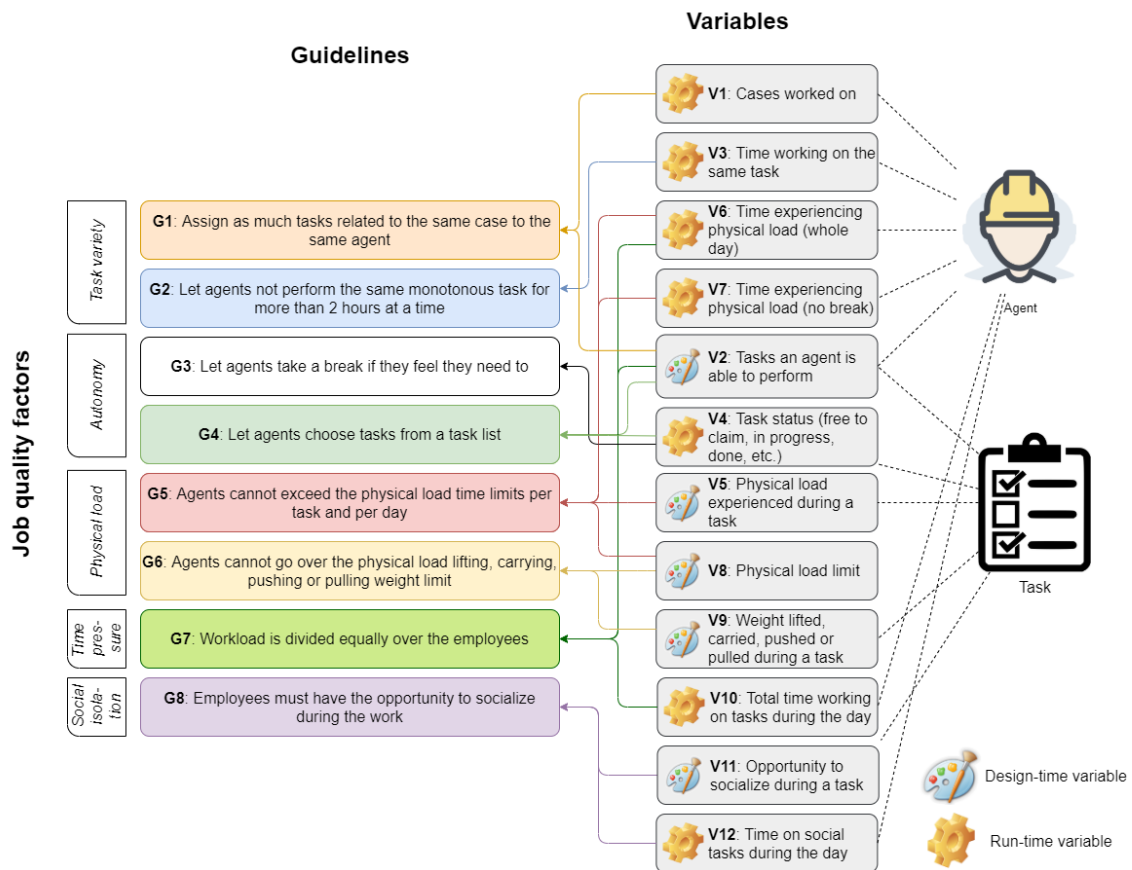 Variables
Guidelines
Job quality factors
Task variety
Autonomy
Physical load
Time
pres-
sure
Social
isola-
tion
G1: Assign as much tasks related to the same case to the
same agent
G2: Let agents not perform the same monotonous task for
more than 2 hours at a time
G3: Let agents take a break if they feel they need to
G4: Let agents choose tasks from a task list
G5: Agents cannot exceed the physical load time limits per
task and per day
G6: Agents cannot go over the physical load lifting, carrying,
pushing or pulling weight limit
G7: Workload is divided equally over the employees
G8: Employees must have the opportunity to socialize
during the work
V1: Cases worked on
V3: Time working on the
same task
V6: Time experiencing
physical load (whole
day)
V7: Time experiencing
physical load (no break)
V2: Tasks an agent is
able to perform
V4: Task status (free to
claim, in progress,
done, etc.)
V5: Physical load
experienced during a
task
V8: Physical load limit
V9: Weight lifted,
carried, pushed or
pulled during a task
V10: Total time working
on tasks during the day
V11: Opportunity to
socialize during a task
V12: Time on social
tasks during the day
Agent
Task
Design-time variable
Run-time variable